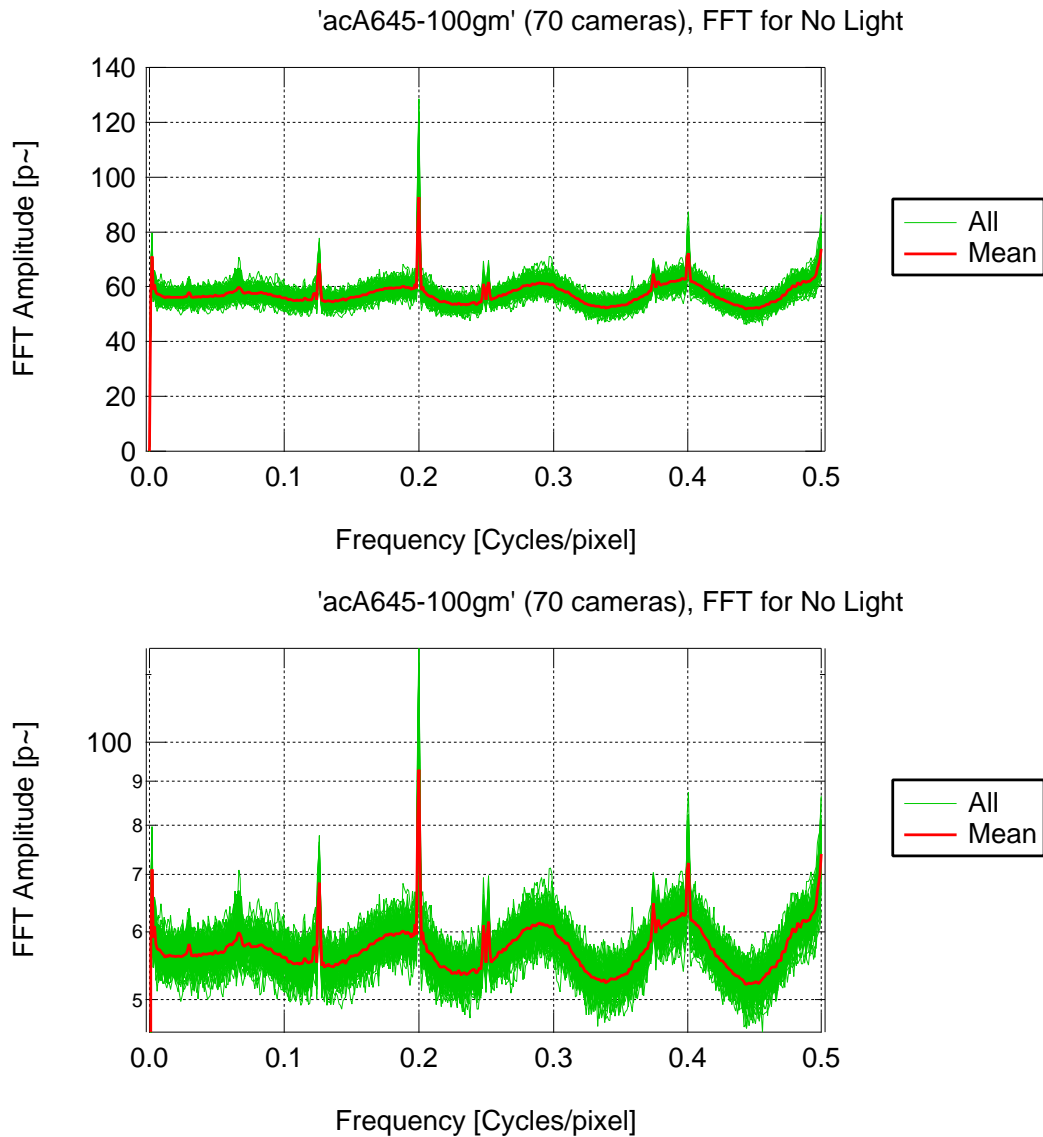 'acA645-100gm' (70 cameras), FFT for No Light
FFT Amplitude [p~]
140
120
100
80
60
40
20
0
0.0 0.1 0.2 0.3 0.4 0.5
Frequency [Cycles/pixel]
All
Mean
'acA645-100gm' (70 cameras), FFT for No Light
FFT Amplitude [p~]
100
9
8
7
6
5
0.0 0.1 0.2 0.3 0.4 0.5
Frequency [Cycles/pixel]
All
Mean